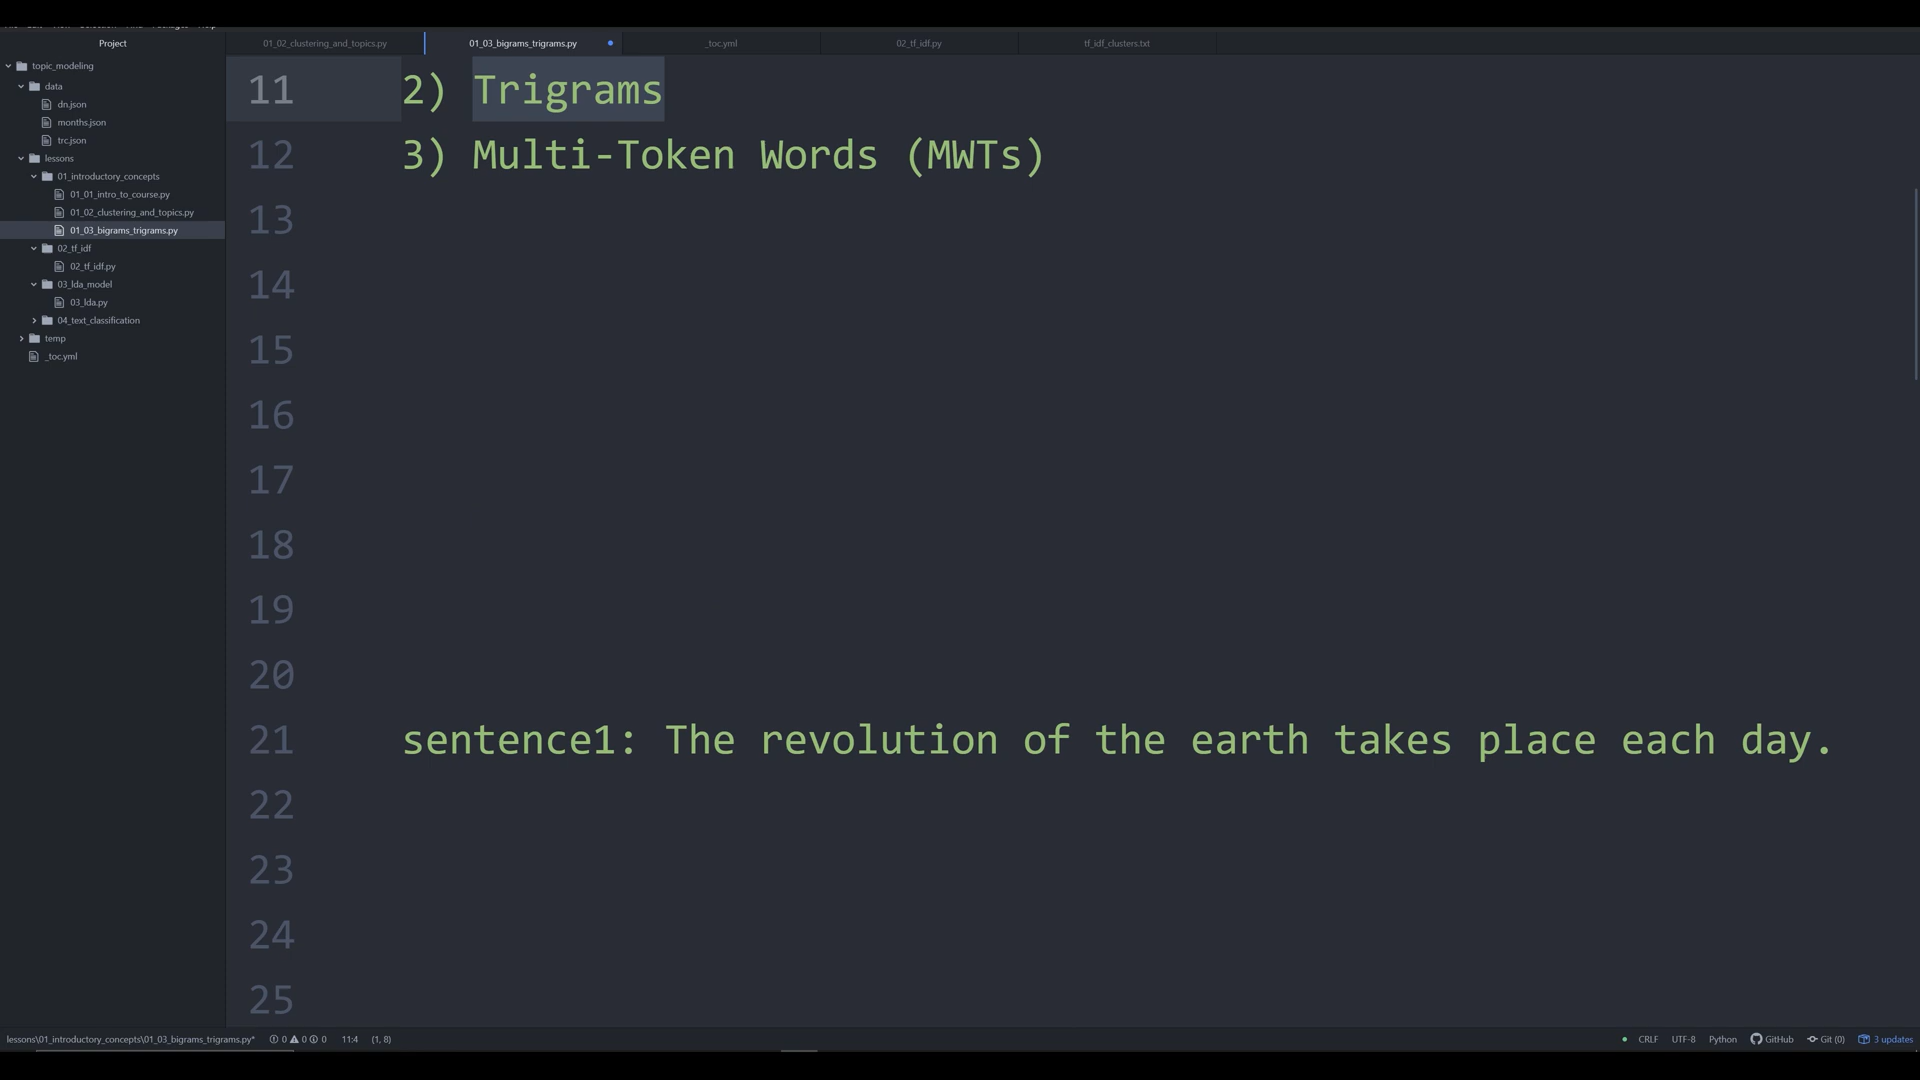 Project
topic_modeling
data
dn.json
months.json
trc.json
lessons
01_introductory_concepts
01_01_intro_to_course.py
01_02_clustering_and_topics.py
01_03_bigrams_trigrams.py
02_tf_idf
02_tf_idf.py
03_lda_model
03_lda.py
04_text_classification
temp
_toc.yml
01_02_clustering_and_topics.py
01_03_bigrams_trigrams.py
_toc.yml
02_tf_idf.py
tf_idf_clusters.txt
11 2) Trigrams
12 3) Multi-Token Words (MWTs)
13
14
15
16
17
18
19
20
21 sentence1: The revolution of the earth takes place each day.
22
23
24
25
lessons\01_introductory_concepts\01_03_bigrams_trigrams.py* 0 0 0 11:4 (1, 8)
CRLF UTF-8 Python GitHub Git (0) 3 updates